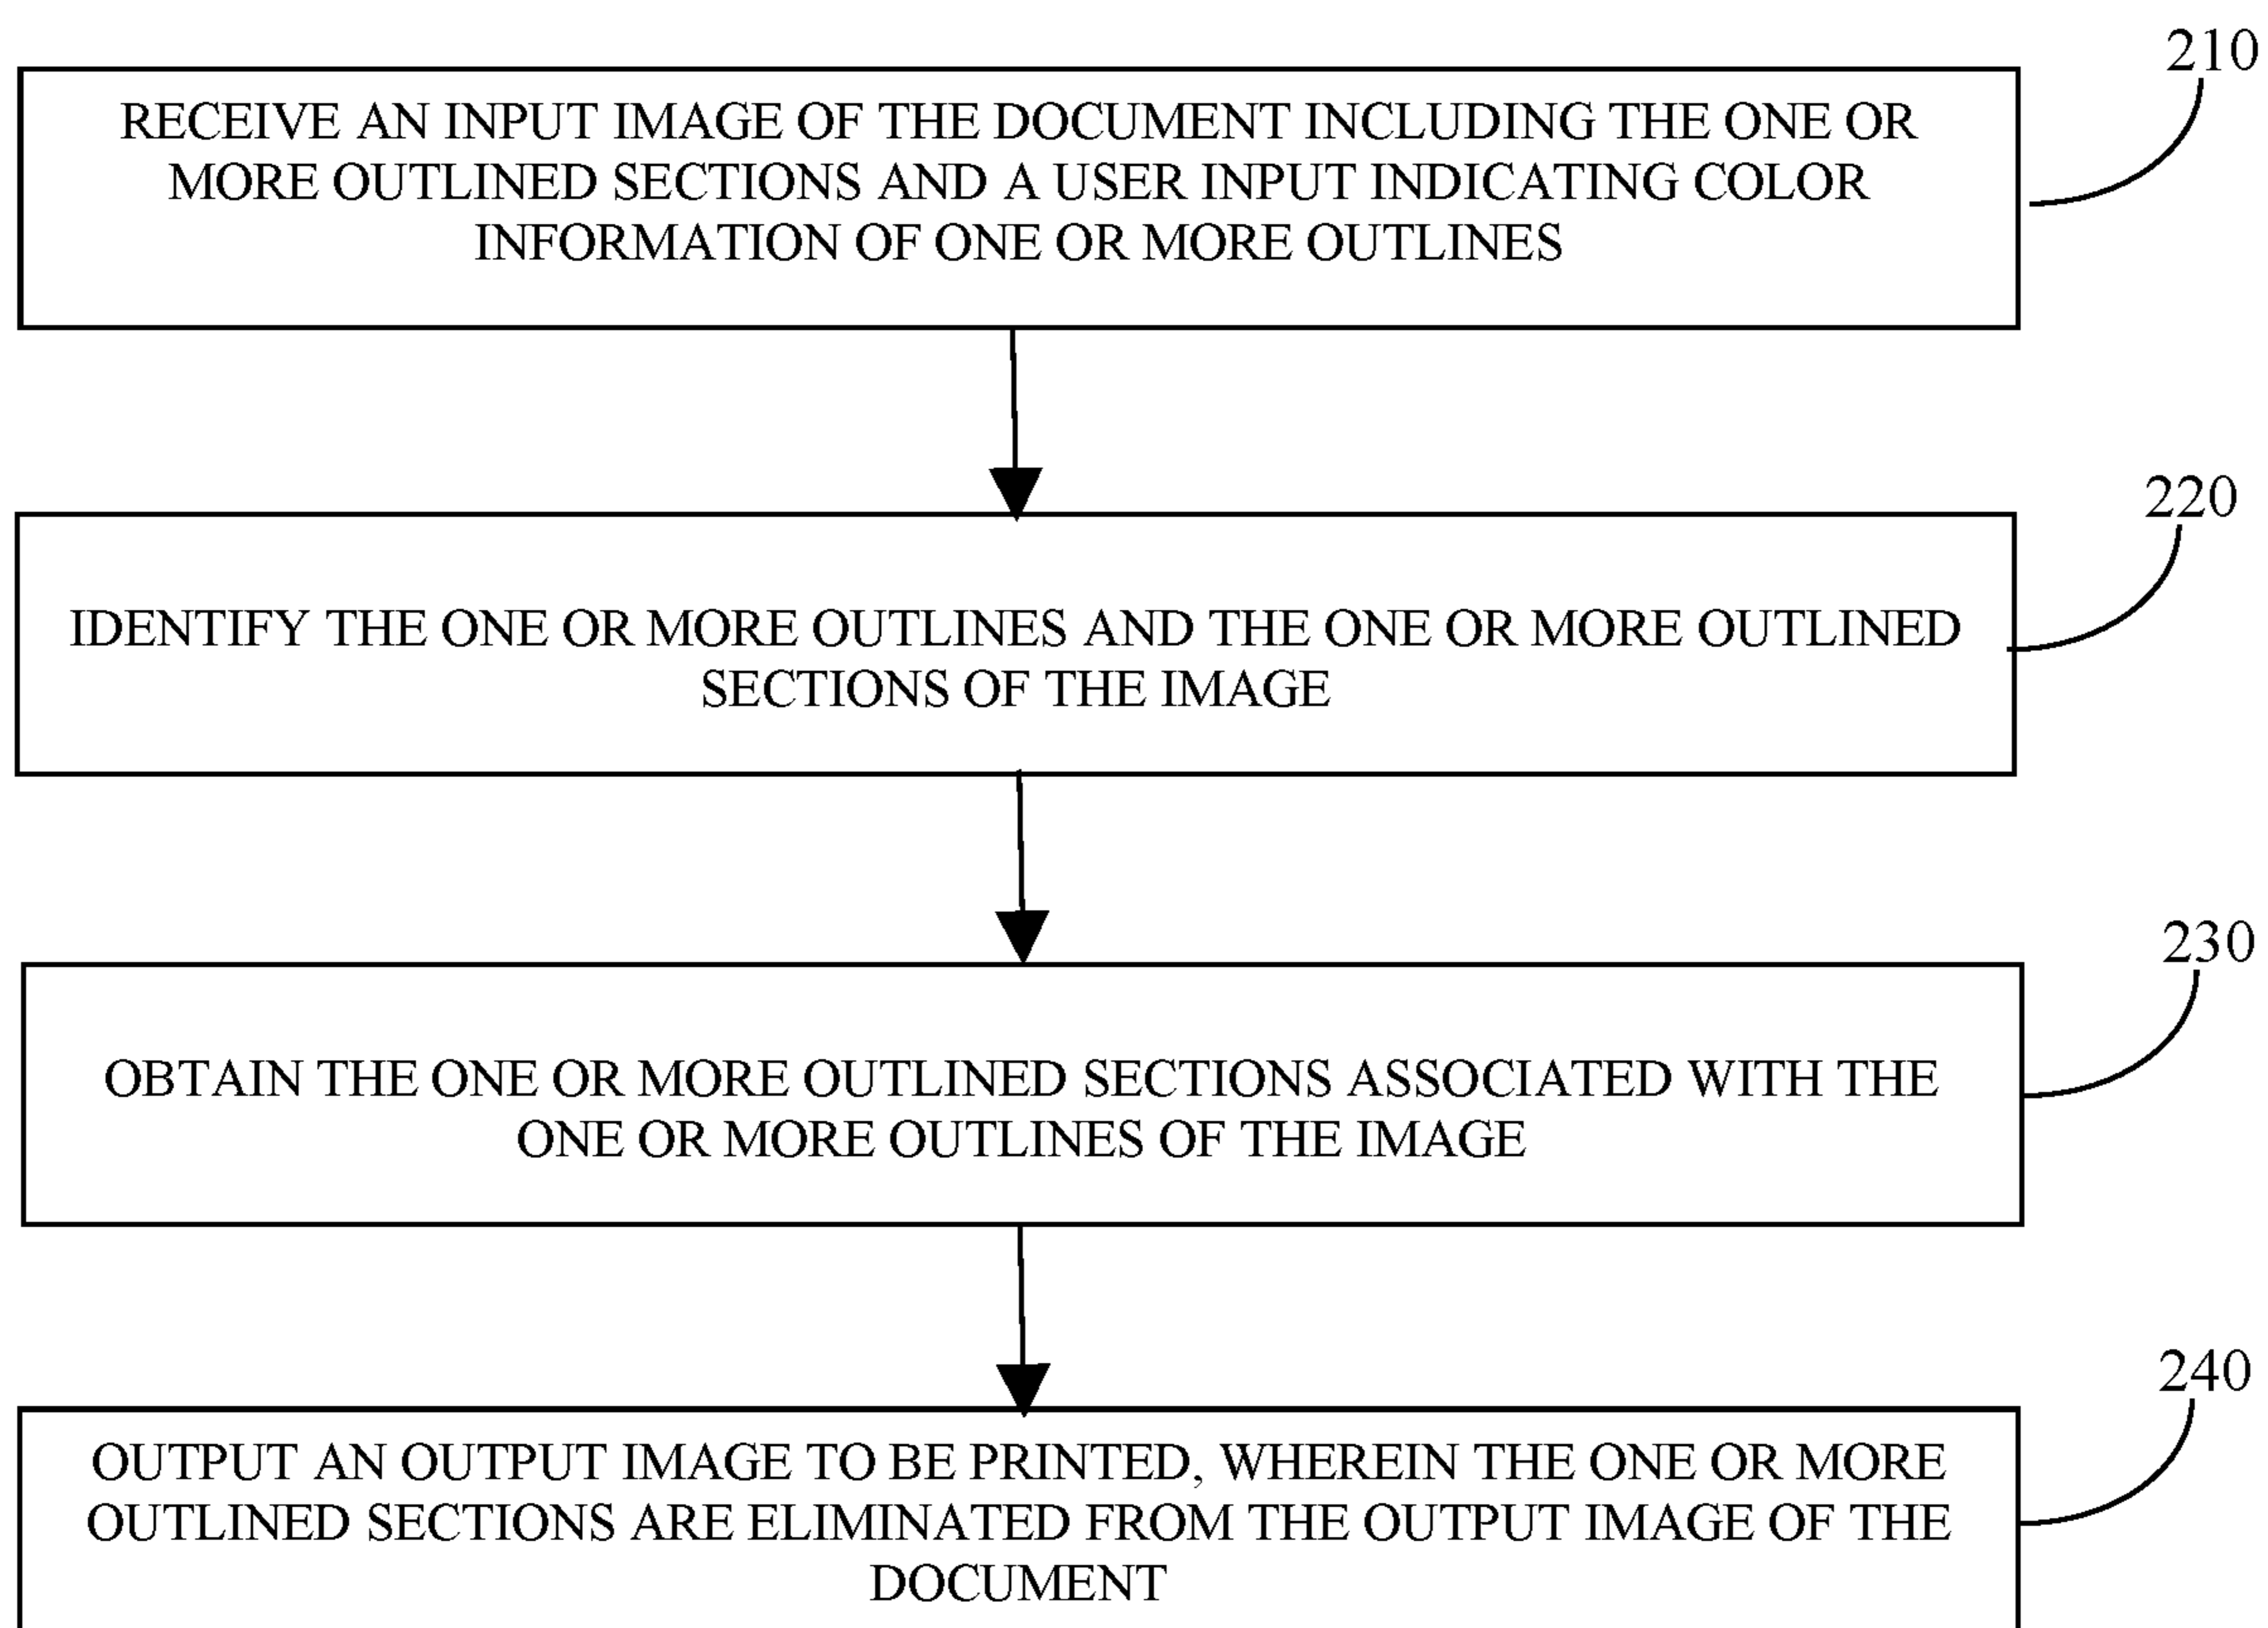 210
RECEIVE AN INPUT IMAGE OF THE DOCUMENT INCLUDING THE ONE OR
MORE OUTLINED SECTIONS AND A USER INPUT INDICATING COLOR
INFORMATION OF ONE OR MORE OUTLINES
220
IDENTIFY THE ONE OR MORE OUTLINES AND THE ONE OR MORE OUTLINED
SECTIONS OF THE IMAGE
230
OBTAIN THE ONE OR MORE OUTLINED SECTIONS ASSOCIATED WITH THE
ONE OR MORE OUTLINES OF THE IMAGE
240
OUTPUT AN OUTPUT IMAGE TO BE PRINTED, WHEREIN THE ONE OR MORE
OUTLINED SECTIONS ARE ELIMINATED FROM THE OUTPUT IMAGE OF THE
DOCUMENT